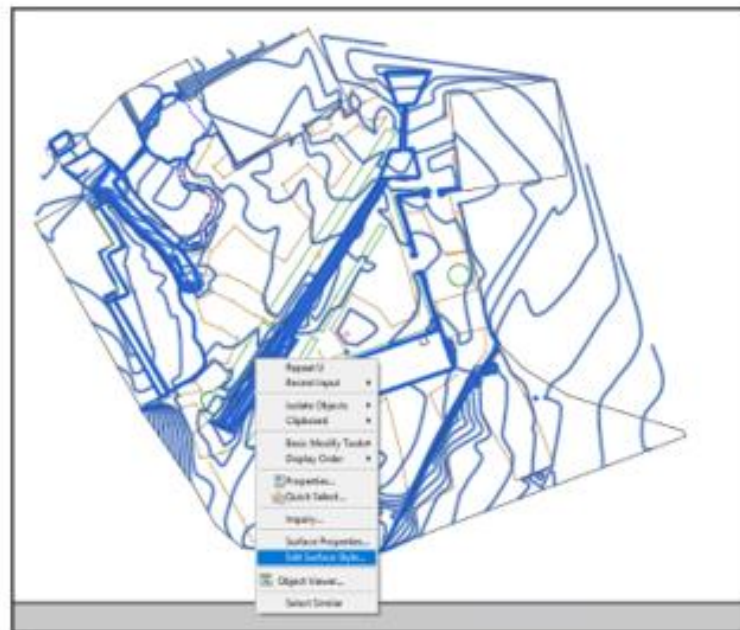 Repeat U
Recent Input
Isolate Objects
Clipboard
Basic Modify Tools
Display Order
Properties...
Quick Select...
Inquiry...
Surface Properties...
Edit Surface Style...
Object Viewer...
Select Similar